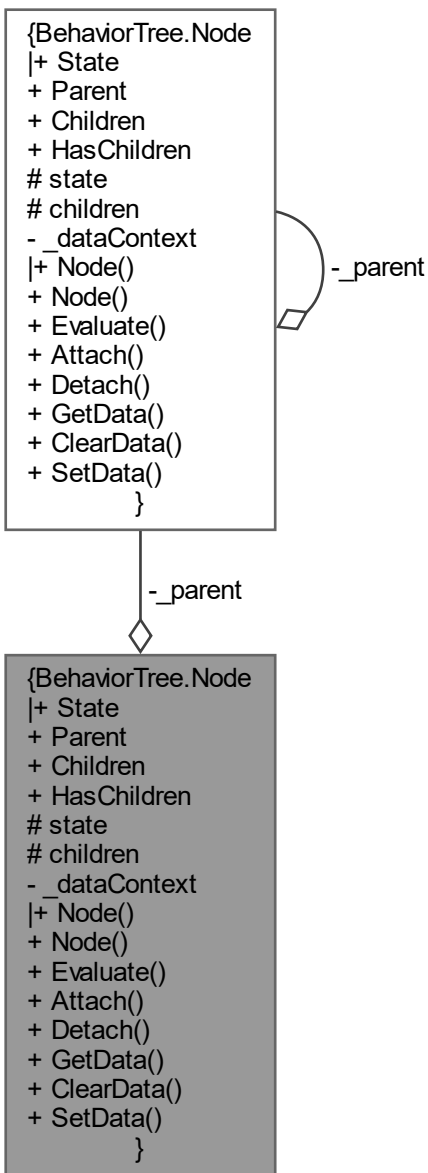 {BehaviorTree.Node
|+ State
+ Parent
+ Children
+ HasChildren
# state
# children
- _dataContext
|+ Node()
+ Node()
+ Evaluate()
+ Attach()
+ Detach()
+ GetData()
+ ClearData()
+ SetData()
}
-_parent
-_parent
{BehaviorTree.Node
|+ State
+ Parent
+ Children
+ HasChildren
# state
# children
- _dataContext
|+ Node()
+ Node()
+ Evaluate()
+ Attach()
+ Detach()
+ GetData()
+ ClearData()
+ SetData()
}